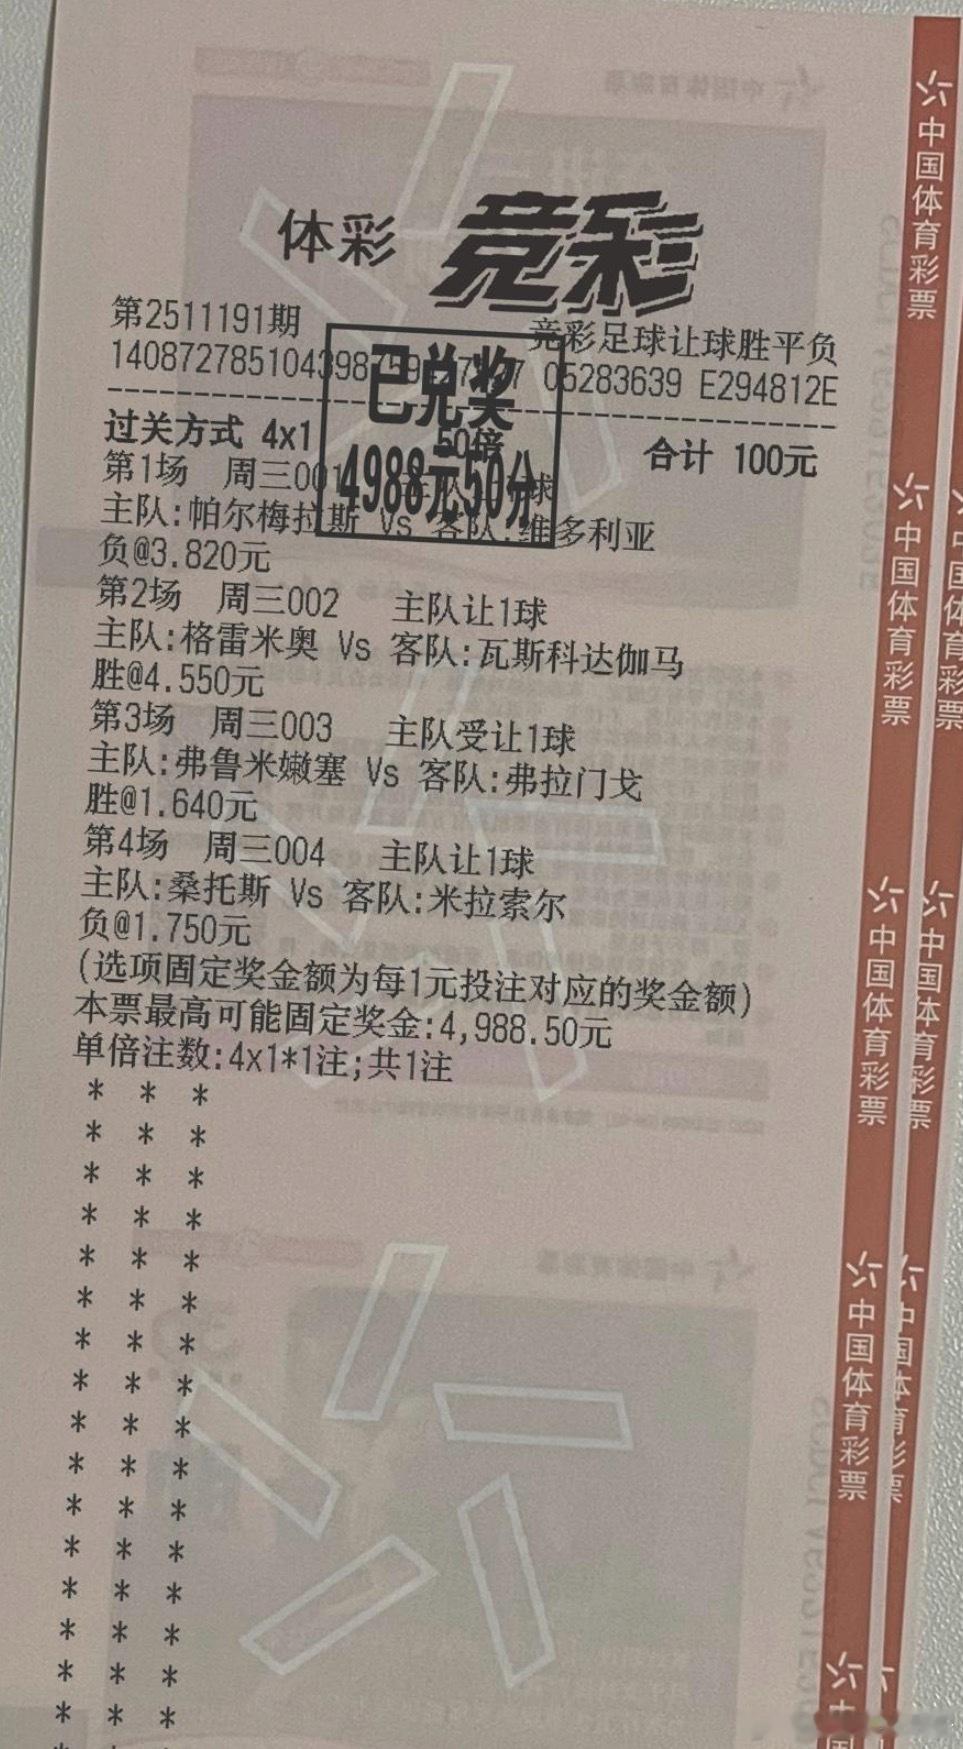 体彩 竞彩
第2511191期 竞彩足球让球胜平负
05283639 E294812E
已兑奖
4988元50分
过关方式 4x1 50倍 合计 100元
第1场 周三001
主队:帕尔梅拉斯 Vs 客队:维多利亚
负@3.820元
第2场 周三002 主队让1球
主队:格雷米奥 Vs 客队:瓦斯科达伽马
胜@4.550元
第3场 周三003 主队受让1球
主队:弗鲁米嫩塞 Vs 客队:弗拉门戈
胜@1.640元
第4场 周三004 主队让1球
主队:桑托斯 Vs 客队:米拉索尔
负@1.750元
(选项固定奖金额为每1元投注对应的奖金额)
本票最高可能固定奖金:4,988.50元
单倍注数:4x1*1注;共1注
中国体育彩票
中国体育彩票
中国体育彩票
中国体育彩票